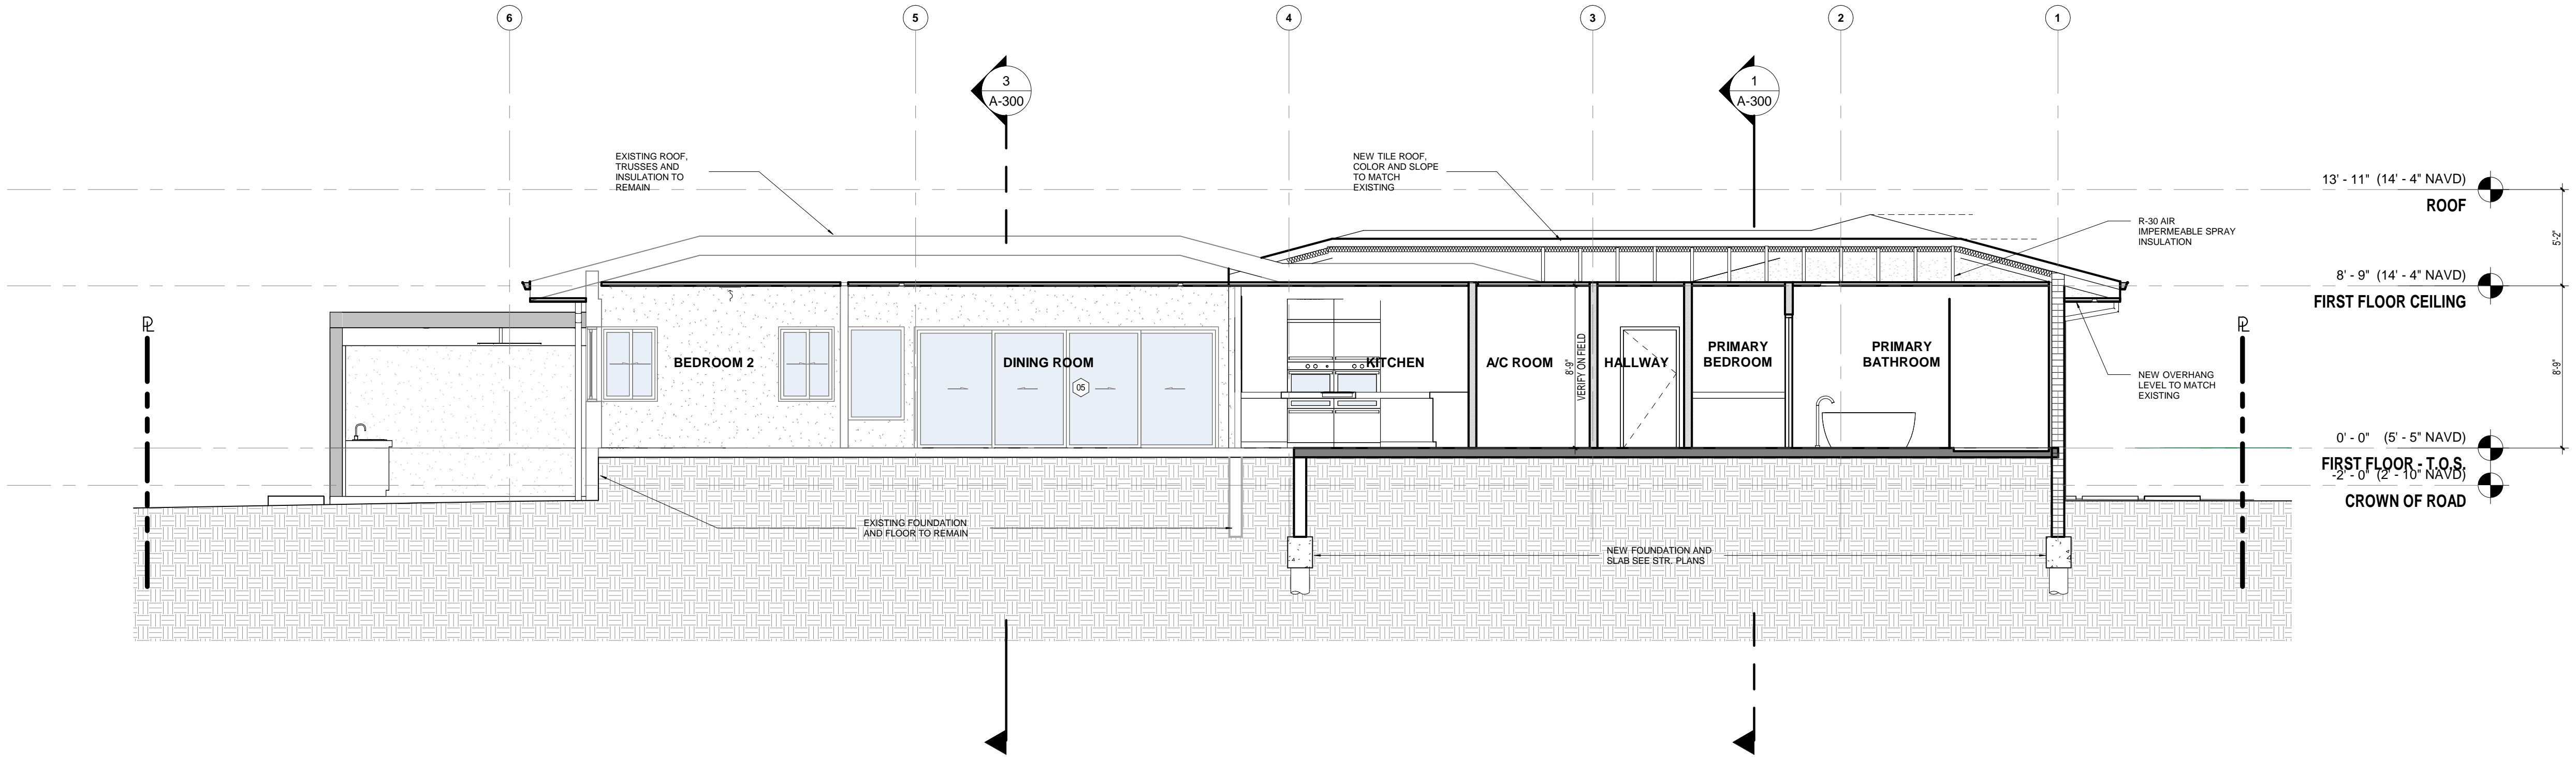 6
5
4
3
2
1
3
A-300
1
A-300
EXISTING ROOF,
TRUSSES AND
INSULATION TO
REMAIN
NEW TILE ROOF,
COLOR AND SLOPE
TO MATCH
EXISTING
13' - 11" (14' - 4" NAVD)
ROOF
R-30 AIR
IMPERMEABLE SPRAY
INSULATION
5'-2"
8' - 9" (14' - 4" NAVD)
FIRST FLOOR CEILING
PL
PL
BEDROOM 2
DINING ROOM
05
KITCHEN
A/C ROOM
8'-9"
VERIFY ON FIELD
HALLWAY
PRIMARY
BEDROOM
PRIMARY
BATHROOM
NEW OVERHANG
LEVEL TO MATCH
EXISTING
8'-9"
0' - 0" (5' - 5" NAVD)
FIRST FLOOR - T.O.S.
-2' - 0" (2' - 10" NAVD)
CROWN OF ROAD
EXISTING FOUNDATION
AND FLOOR TO REMAIN
NEW FOUNDATION AND
SLAB SEE STR. PLANS